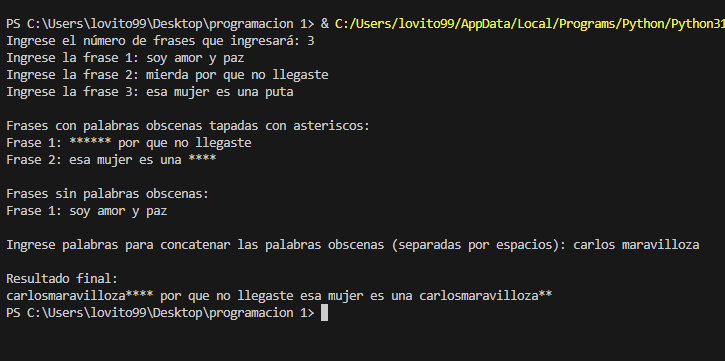 PS C:\Users\lovito99\Desktop\programacion 1> & C:/Users/lovito99/AppData/Local/Programs/Python/Python31
Ingrese el número de frases que ingresará: 3
Ingrese la frase 1: soy amor y paz
Ingrese la frase 2: mierda por que no llegaste
Ingrese la frase 3: esa mujer es una puta
Frases con palabras obscenas tapadas con asteriscos:
Frase 1: ****** por que no llegaste
Frase 2: esa mujer es una ****
Frases sin palabras obscenas:
Frase 1: soy amor y paz
Ingrese palabras para concatenar las palabras obscenas (separadas por espacios): carlos maravilloza
Resultado final:
carlosmaravilloza**** por que no llegaste esa mujer es una carlosmaravilloza**
PS C:\Users\lovito99\Desktop\programacion 1>